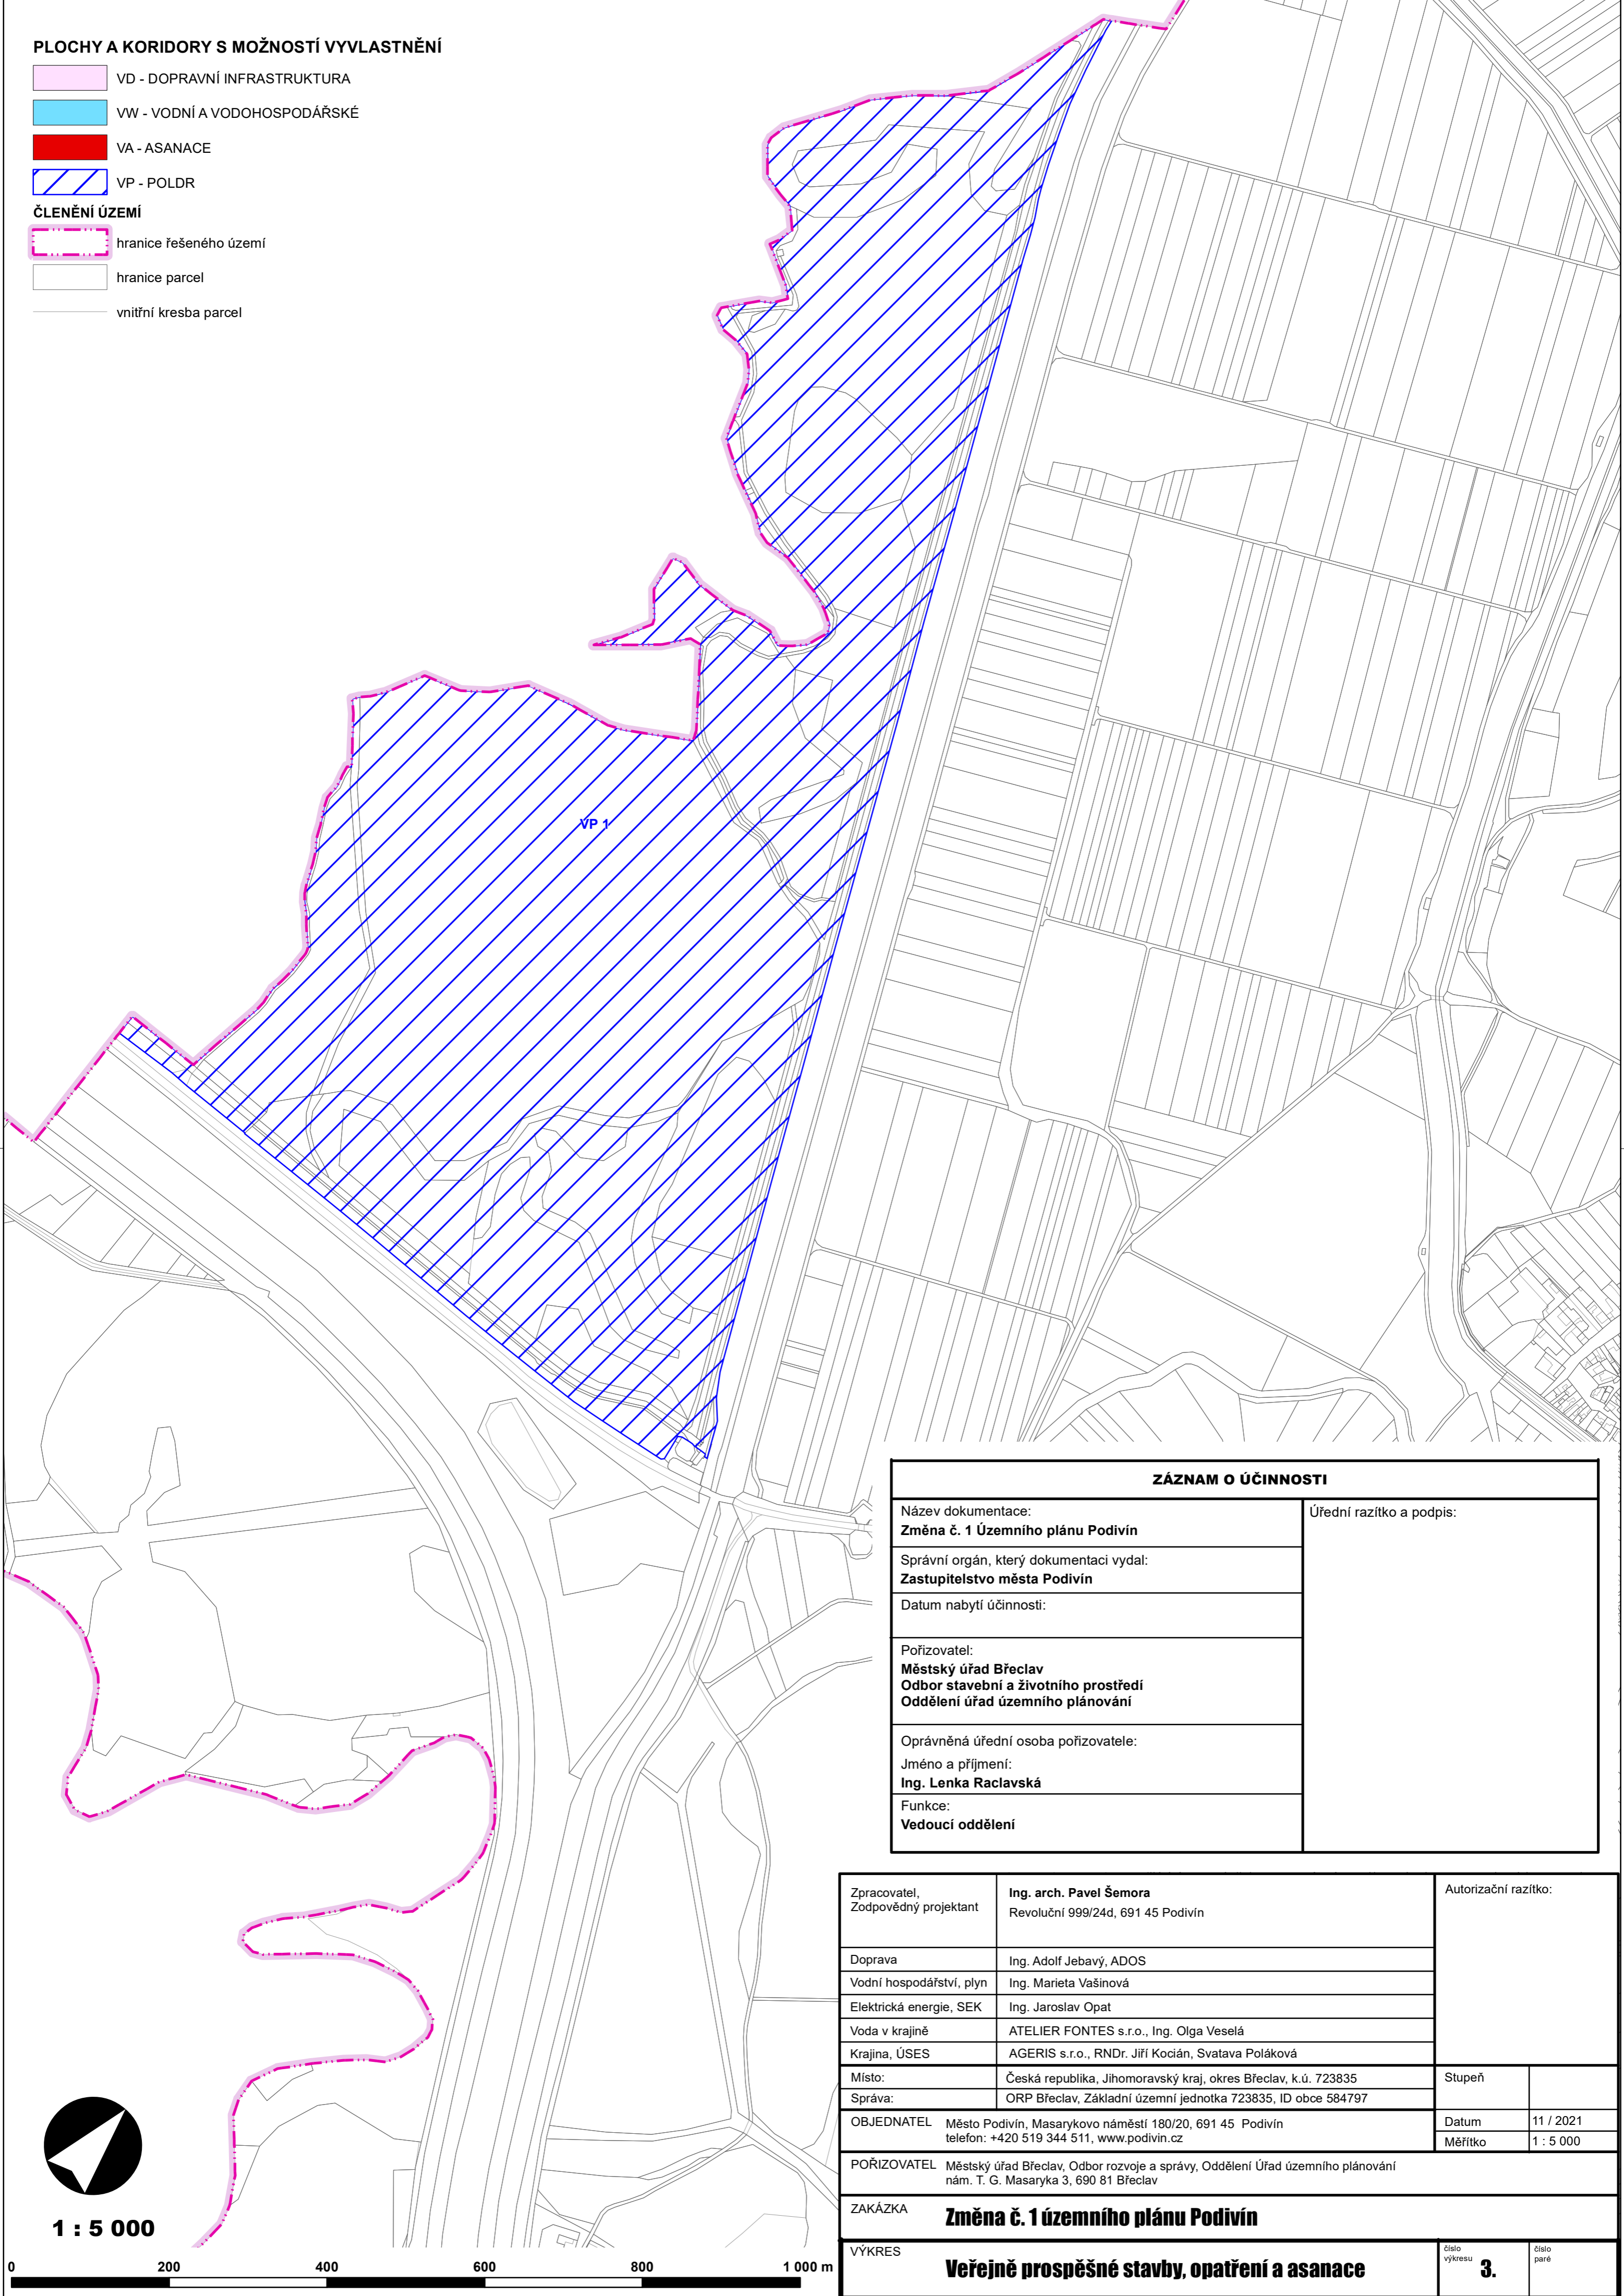 PLOCHY A KORIDORY S MOŽNOSTÍ VYVLASTNĚNÍ
VD - DOPRAVNÍ INFRASTRUKTURA
VW - VODNÍ A VODOHOSPODÁŘSKÉ
VA - ASANACE
VP - POLDR
ČLENĚNÍ ÚZEMÍ
hranice řešeného území
hranice parcel
vnitřní kresba parcel
VP 1
ZÁZNAM O ÚČINNOSTI
Název dokumentace:
Změna č. 1 Územního plánu Podivín
Úřední razítko a podpis:
Správní orgán, který dokumentaci vydal:
Zastupitelstvo města Podivín
Datum nabytí účinnosti:
Pořizovatel:
Městský úřad Břeclav
Odbor stavební a životního prostředí
Oddělení úřad územního plánování
Oprávněná úřední osoba pořizovatele:
Jméno a příjmení:
Ing. Lenka Raclavská
Funkce:
Vedoucí oddělení
Zpracovatel,
Zodpovědný projektant
Ing. arch. Pavel Šemora
Revoluční 999/24d, 691 45 Podivín
Autorizační razítko:
Doprava Ing. Adolf Jebavý, ADOS
Vodní hospodářství, plyn Ing. Marieta Vašinová
Elektrická energie, SEK Ing. Jaroslav Opat
Voda v krajině ATELIER FONTES s.r.o., Ing. Olga Veselá
Krajina, ÚSES AGERIS s.r.o., RNDr. Jiří Kocián, Svatava Poláková
Místo: Česká republika, Jihomoravský kraj, okres Břeclav, k.ú. 723835
Stupeň
Správa: ORP Břeclav, Základní územní jednotka 723835, ID obce 584797
OBJEDNATEL Město Podivín, Masarykovo náměstí 180/20, 691 45 Podivín
telefon: +420 519 344 511, www.podivin.cz
Datum 11 / 2021
Měřítko 1 : 5 000
POŘIZOVATEL Městský úřad Břeclav, Odbor rozvoje a správy, Oddělení Úřad územního plánování
nám. T. G. Masaryka 3, 690 81 Břeclav
ZAKÁZKA Změna č. 1 územního plánu Podivín
VÝKRES Veřejně prospěšné stavby, opatření a asanace
číslo
výkresu 3.
číslo
paré
1 : 5 000
0 200 400 600 800 1 000 m